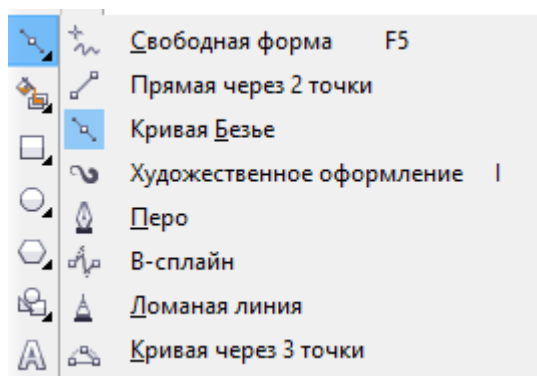 Свободная форма F5
Прямая через 2 точки
Кривая Безье
Художественное оформление I
Перо
В-сплайн
Ломаная линия
Кривая через 3 точки